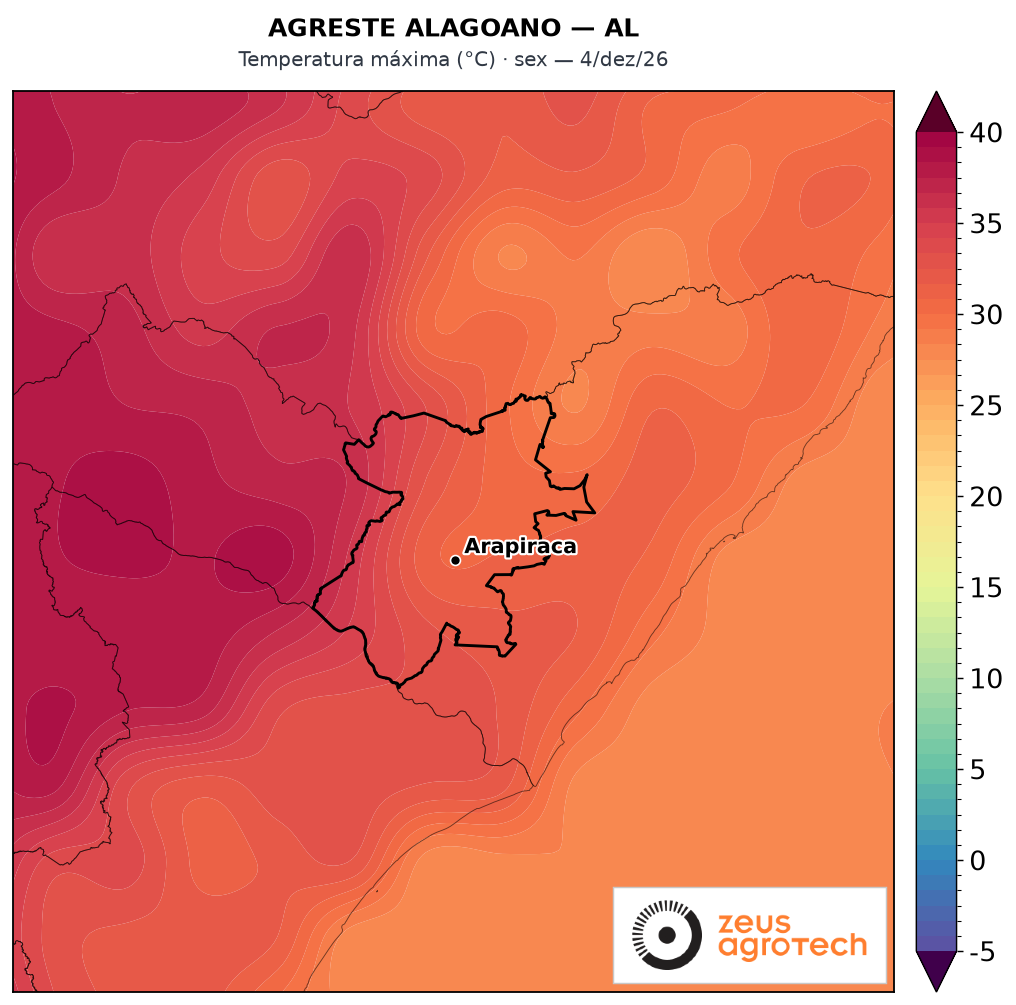 AGRESTE ALAGOANO — AL
Temperatura máxima (°C) · sex — 4/dez/26
40
35
30
25
20
15
10
5
0
-5
Arapiraca
zeus
agrotech